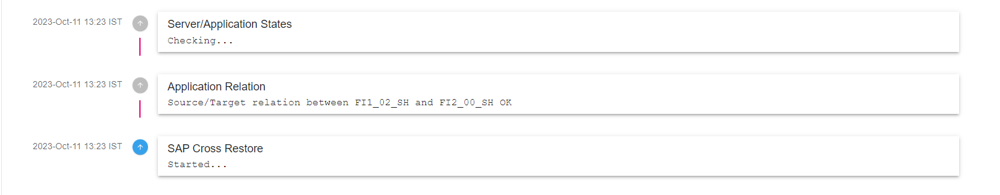 2023-Oct-11 13:23 IST
Server/Application States
Checking...
2023-Oct-11 13:23 IST
Application Relation
Source/Target relation between FI1_02_SH and FI2_00_SH OK
2023-Oct-11 13:23 IST
SAP Cross Restore
Started...